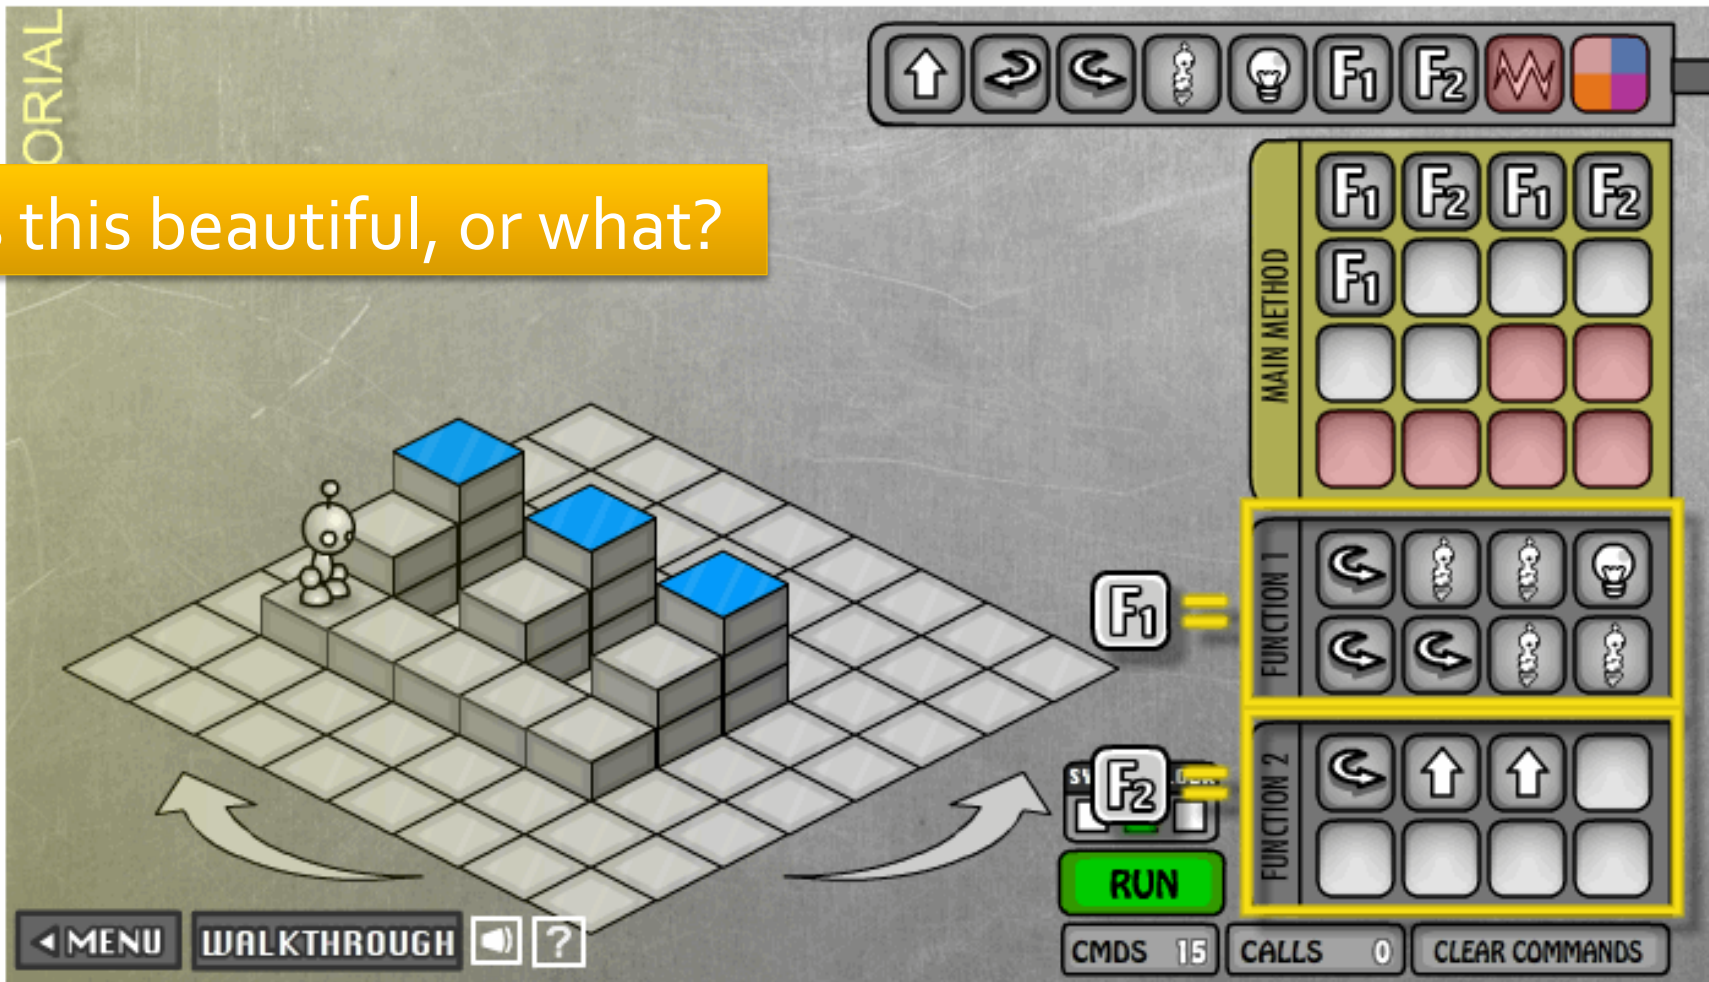 ORIAL
this beautiful, or what?
F1 F2
MAIN METHOD
F1 F2 F1 F2
F1
F1 =
FUNCTION 1
F2 =
FUNCTION 2
RUN
MENU
WALKTHROUGH
?
CMDS 15
CALLS 0
CLEAR COMMANDS